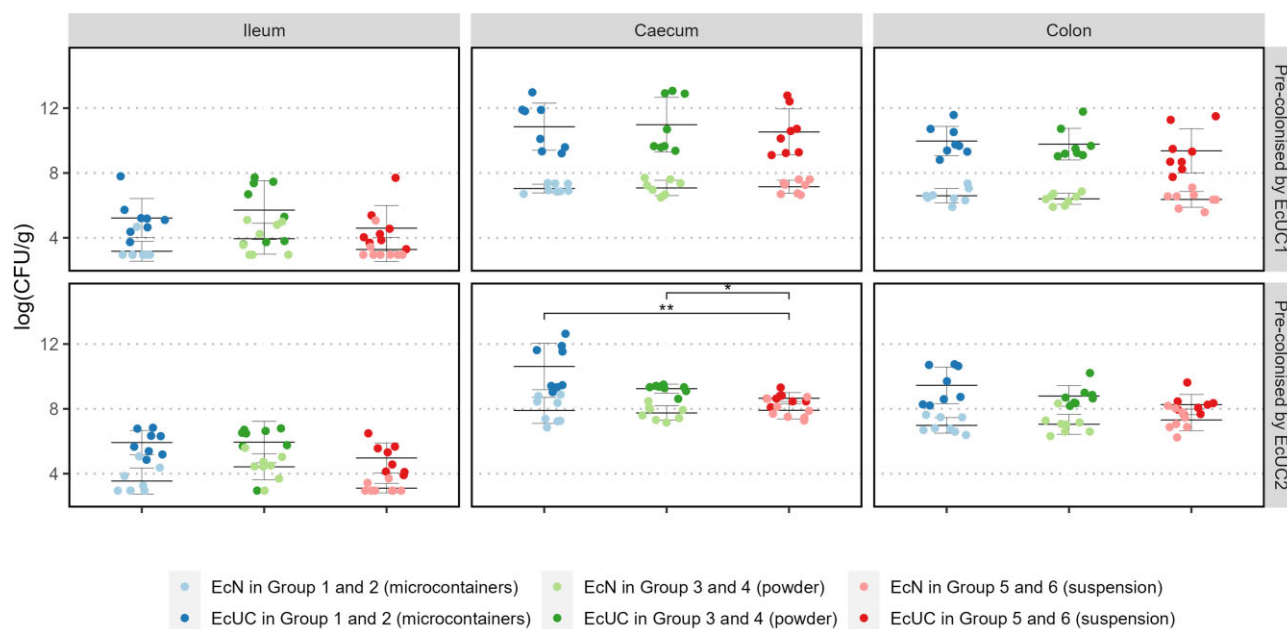 Ileum Caecum Colon
12
8
4
Pre-colonised by EcUC1
log(CFU/g)
*
**
12
8
4
Pre-colonised by EcUC2
EcN in Group 1 and 2 (microcontainers) EcN in Group 3 and 4 (powder) EcN in Group 5 and 6 (suspension)
EcUC in Group 1 and 2 (microcontainers) EcUC in Group 3 and 4 (powder) EcUC in Group 5 and 6 (suspension)